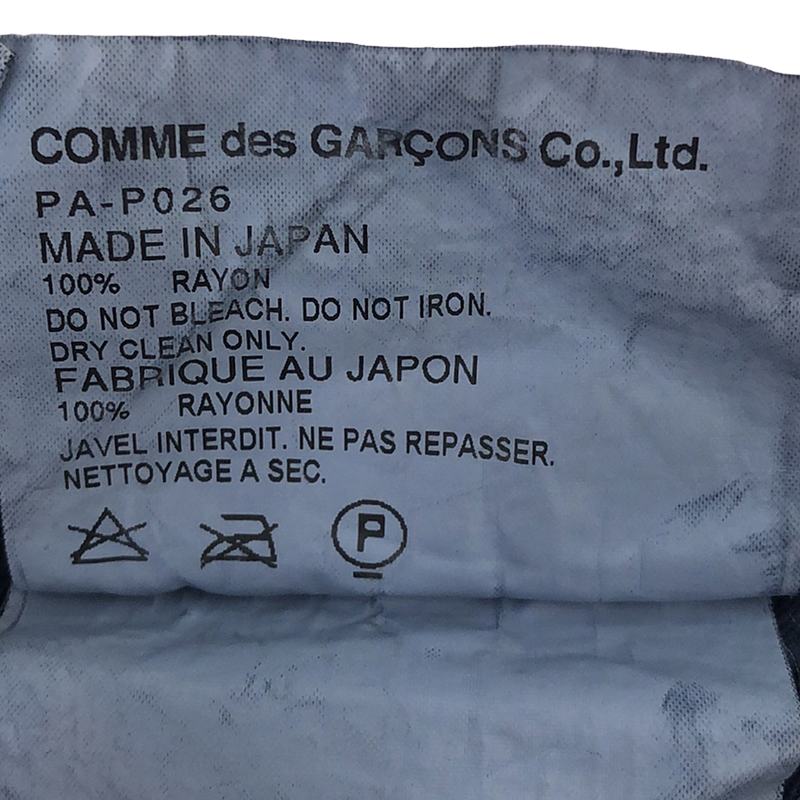 COMME des GARÇONS Co.,Ltd.
PA-P026
MADE IN JAPAN
100% RAYON
DO NOT BLEACH. DO NOT IRON.
DRY CLEAN ONLY.
FABRIQUE AU JAPON
100% RAYONNE
JAVEL INTERDIT. NE PAS REPASSER.
NETTOYAGE A SEC.
P